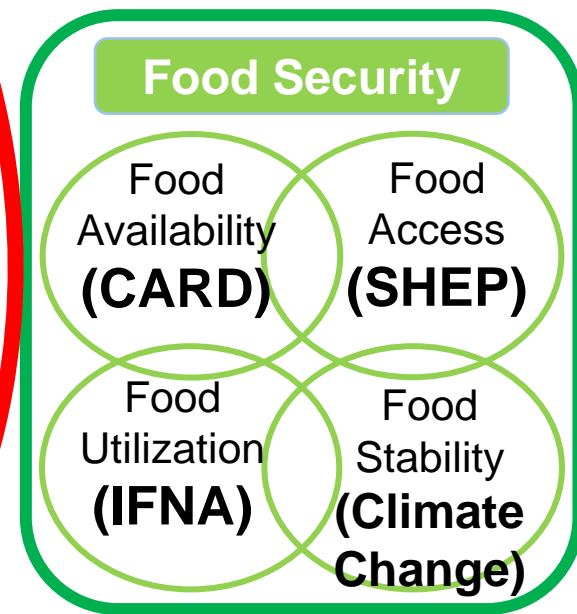 Food Security
Food
Availability
(CARD)
Food
Access
(SHEP)
Food
Utilization
(IFNA)
Food
Stability
(Climate
Change)